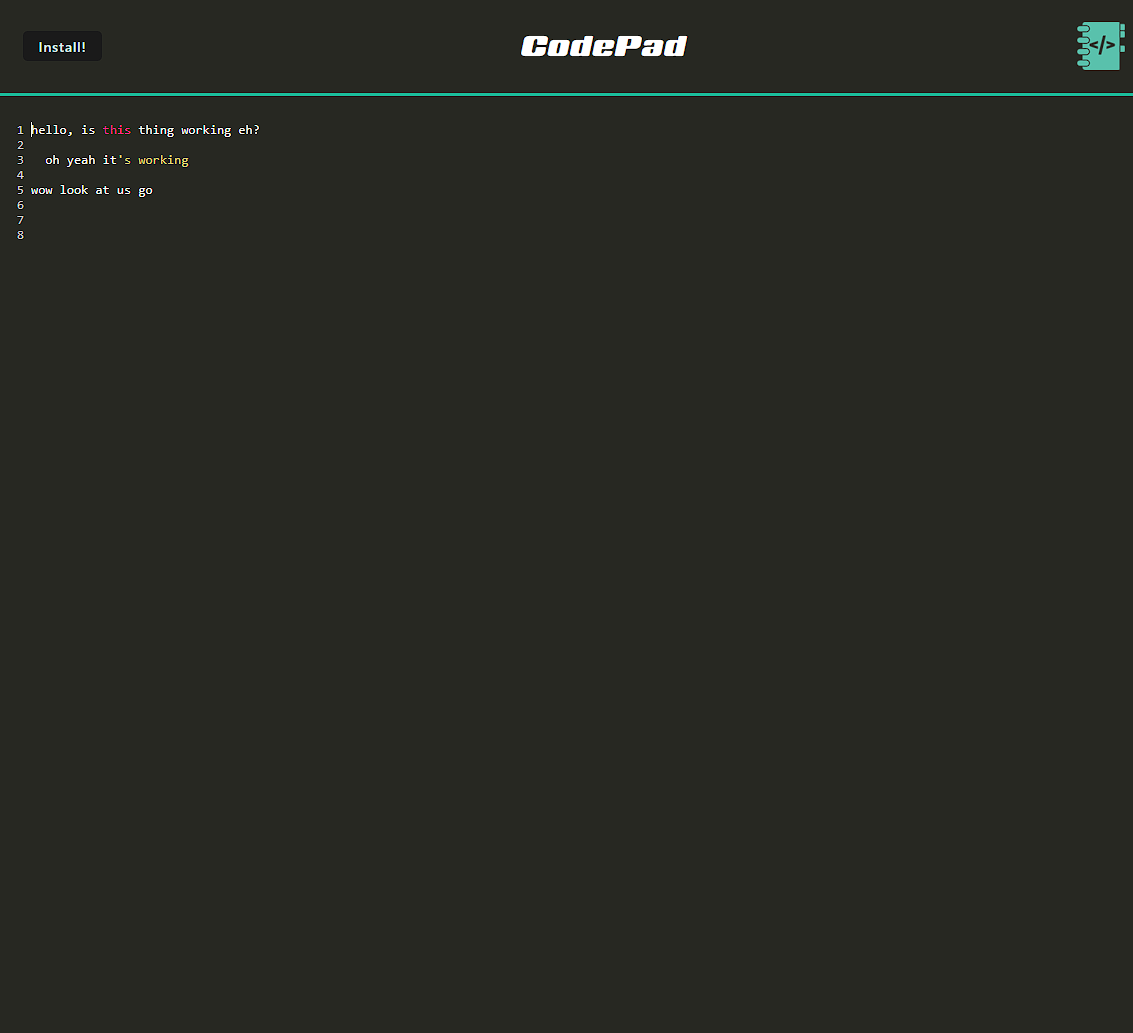 Install!
CodePad
</>
1 hello, is this thing working eh?
2
3 oh yeah it's working
4
5 wow look at us go
6
7
8